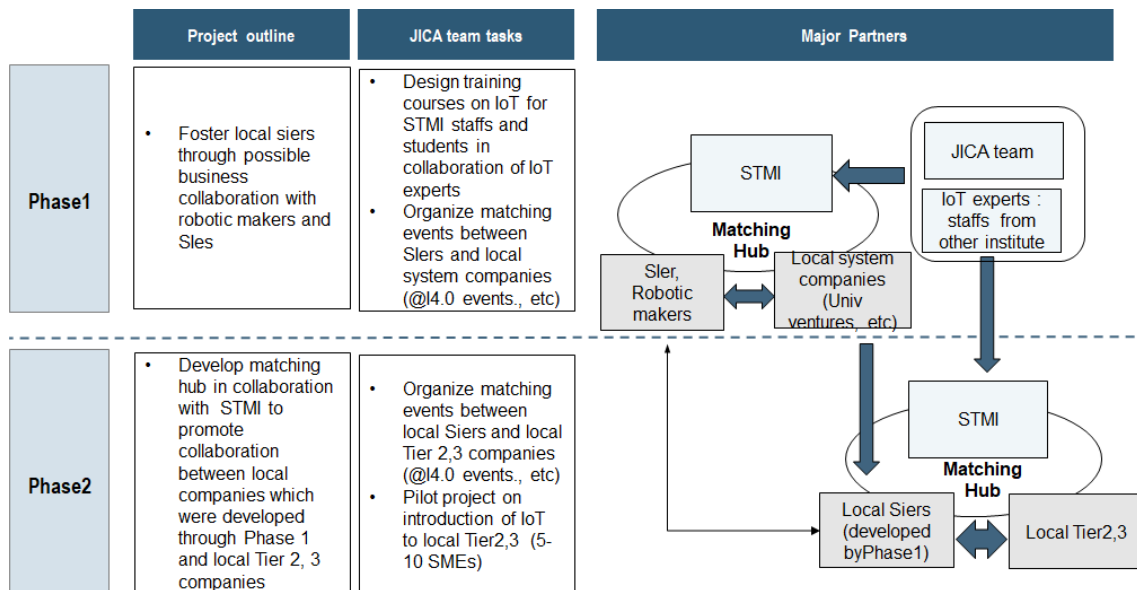 Project outline
JICA team tasks
Major Partners
Phase1
• Foster local siers
through possible
business
collaboration with
robotic makers and
Sles
• Design training
courses on IoT for
STMI staffs and
students in
collaboration of IoT
experts
• Organize matching
events between
SIers and local
system companies
(@I4.0 events., etc)
STMI
Matching
Hub
SIer,
Robotic
makers
Local system
companies
(Univ
ventures, etc)
JICA team
IoT experts :
staffs from
other institute
Phase2
• Develop matching
hub in collaboration
with STMI to
promote
collaboration
between local
companies which
were developed
through Phase 1
and local Tier 2, 3
companies
• Organize matching
events between
local Siers and local
Tier 2,3 companies
(@I4.0 events, etc)
• Pilot project on
introduction of IoT
to local Tier2,3 (5-
10 SMEs)
STMI
Matching
Hub
Local Siers
(developed
byPhase1)
Local Tier2,3